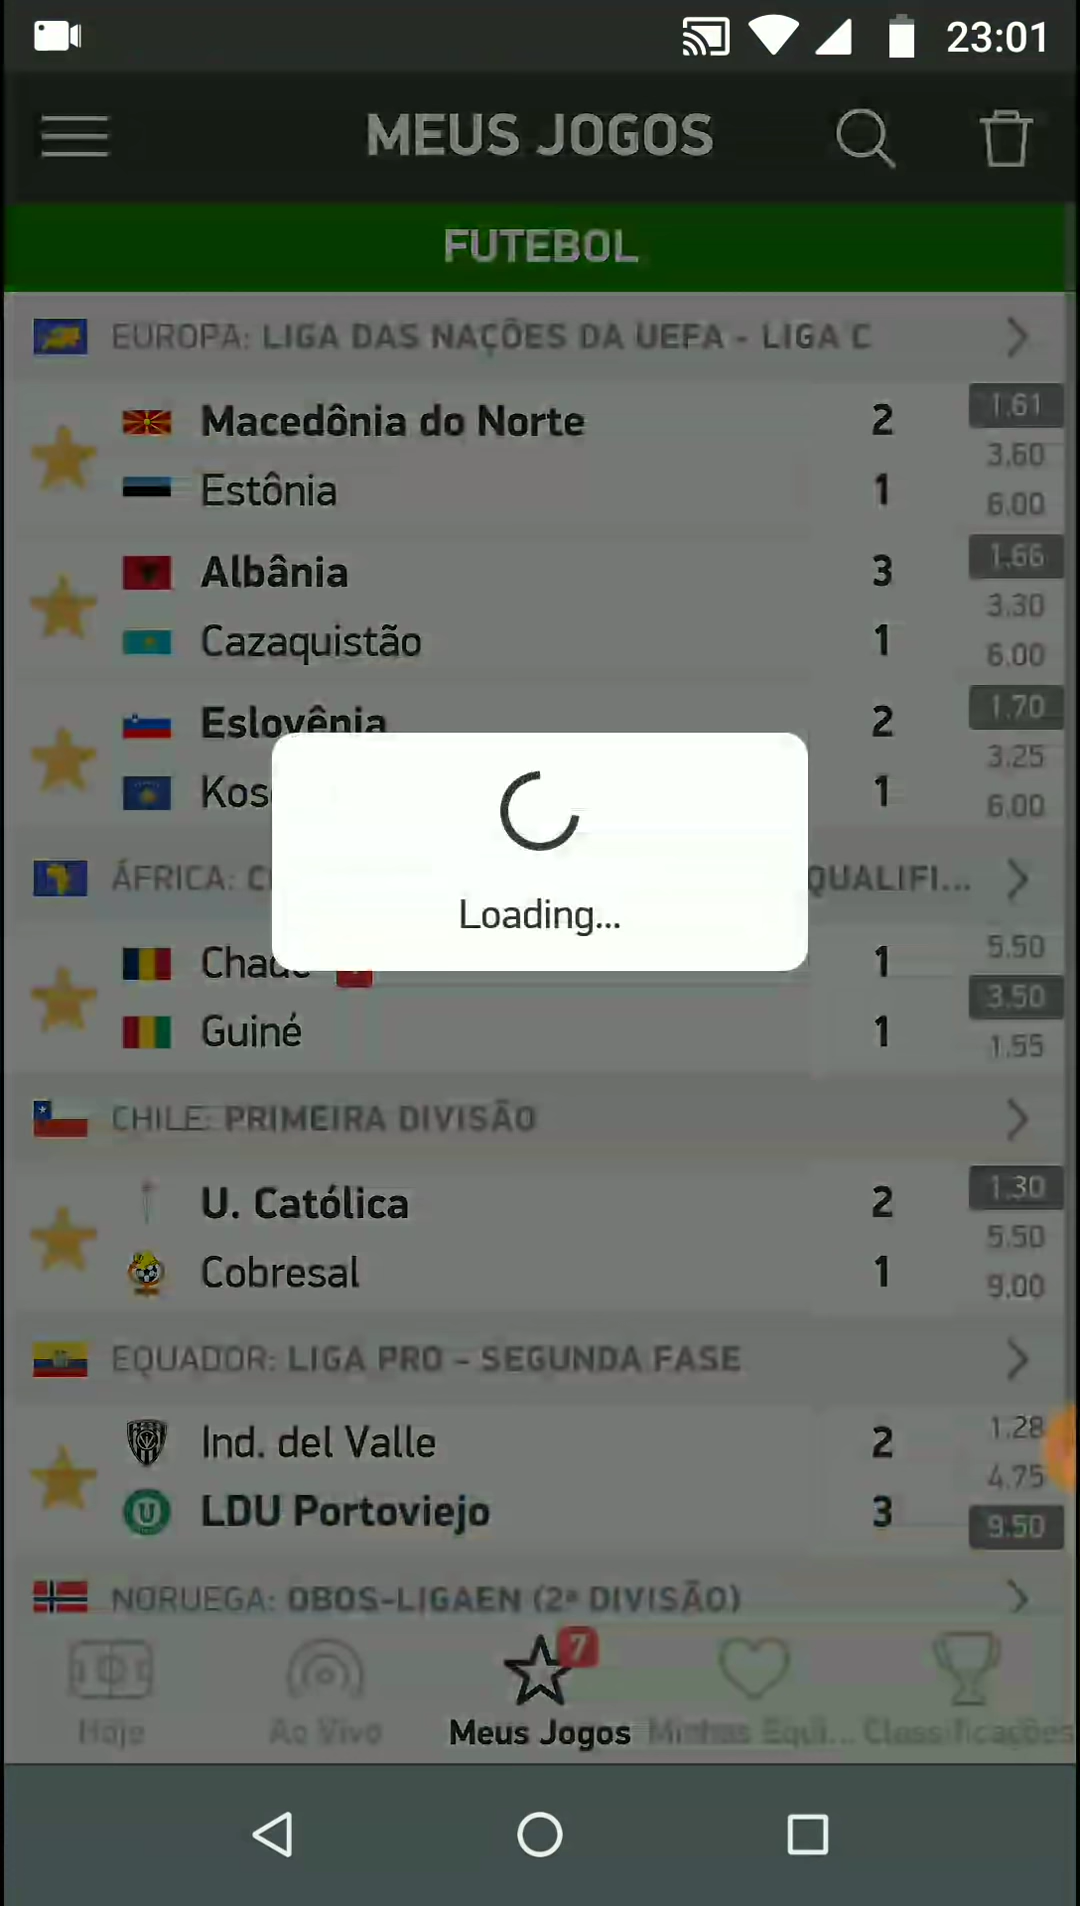 23:01
MEUS JOGOS
FUTEBOL
EUROPA: LIGA DAS NAÇÕES DA UEFA - LIGA C
Macedônia do Norte 2 1.61
3.60
Estônia 1 6.00
Albânia 3 1.66
3.30
Cazaquistão 1 6.00
Eslovênia 2 1.70
3.25
Kos 1 6.00
Loading...
ÁFRICA: C QUALIFI...
Chade 1 5.50
3.50
Guiné 1 1.55
CHILE: PRIMEIRA DIVISÃO
U. Católica 2 1.30
5.50
Cobresal 1 9.00
EQUADOR: LIGA PRO - SEGUNDA FASE
Ind. del Valle 2 1.28
4.75
LDU Portoviejo 3 9.50
NORUEGA: OBOS-LIGAEN (2ª DIVISÃO)
7
Hoje Ao Vivo Meus Jogos Minhas Equi... Classificações